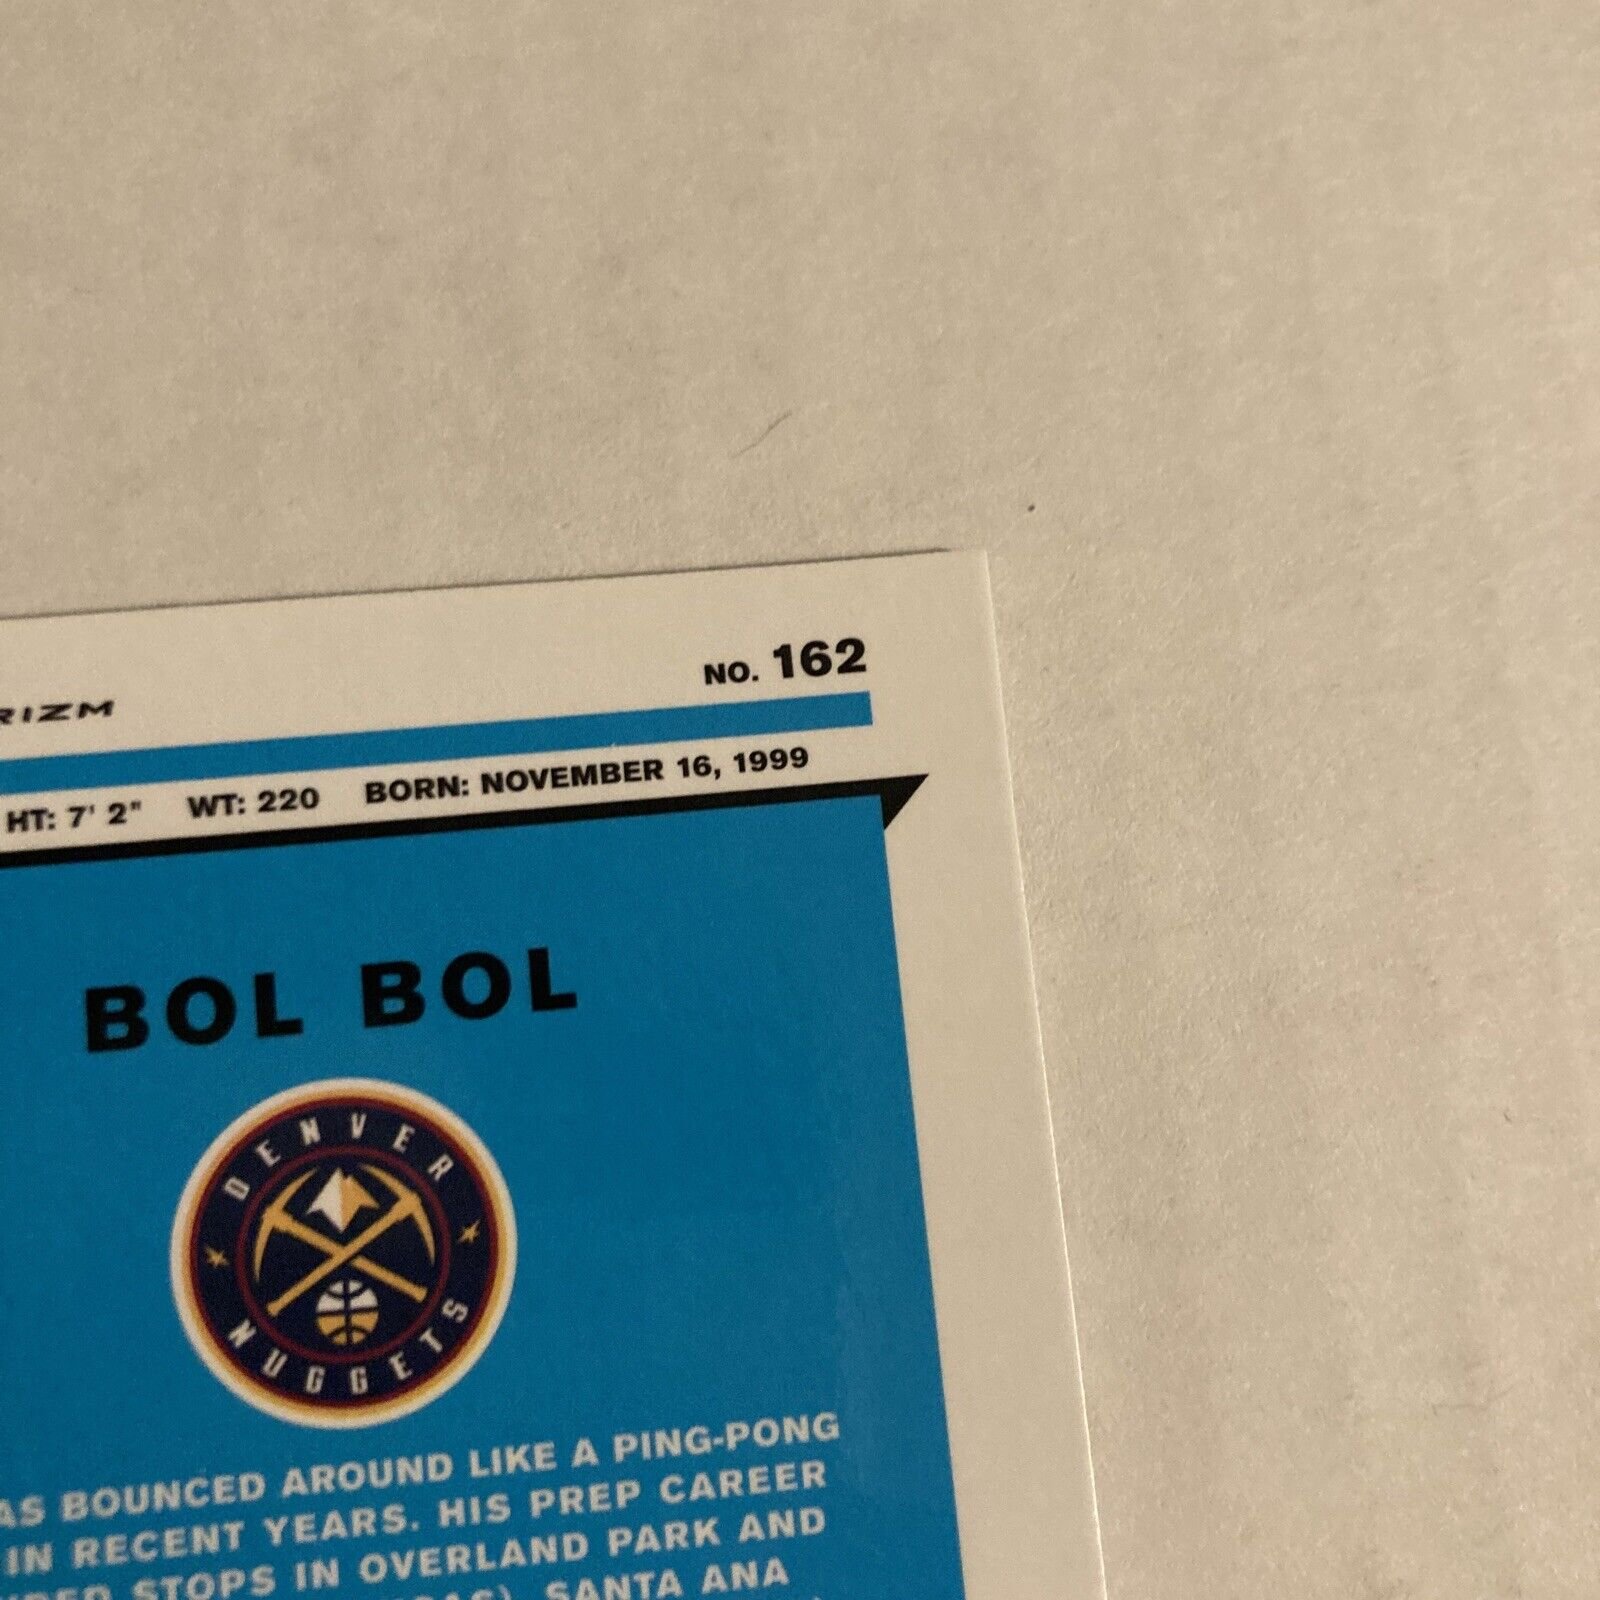 NO. 162
HT: 7' 2" WT: 220 BORN: NOVEMBER 16, 1999
BOL BOL
DENVER
NUGGETS
BOUNCED AROUND LIKE A PING-PONG
IN RECENT YEARS. HIS PREP CAREER
STOPS IN OVERLAND PARK AND
SANTA ANA